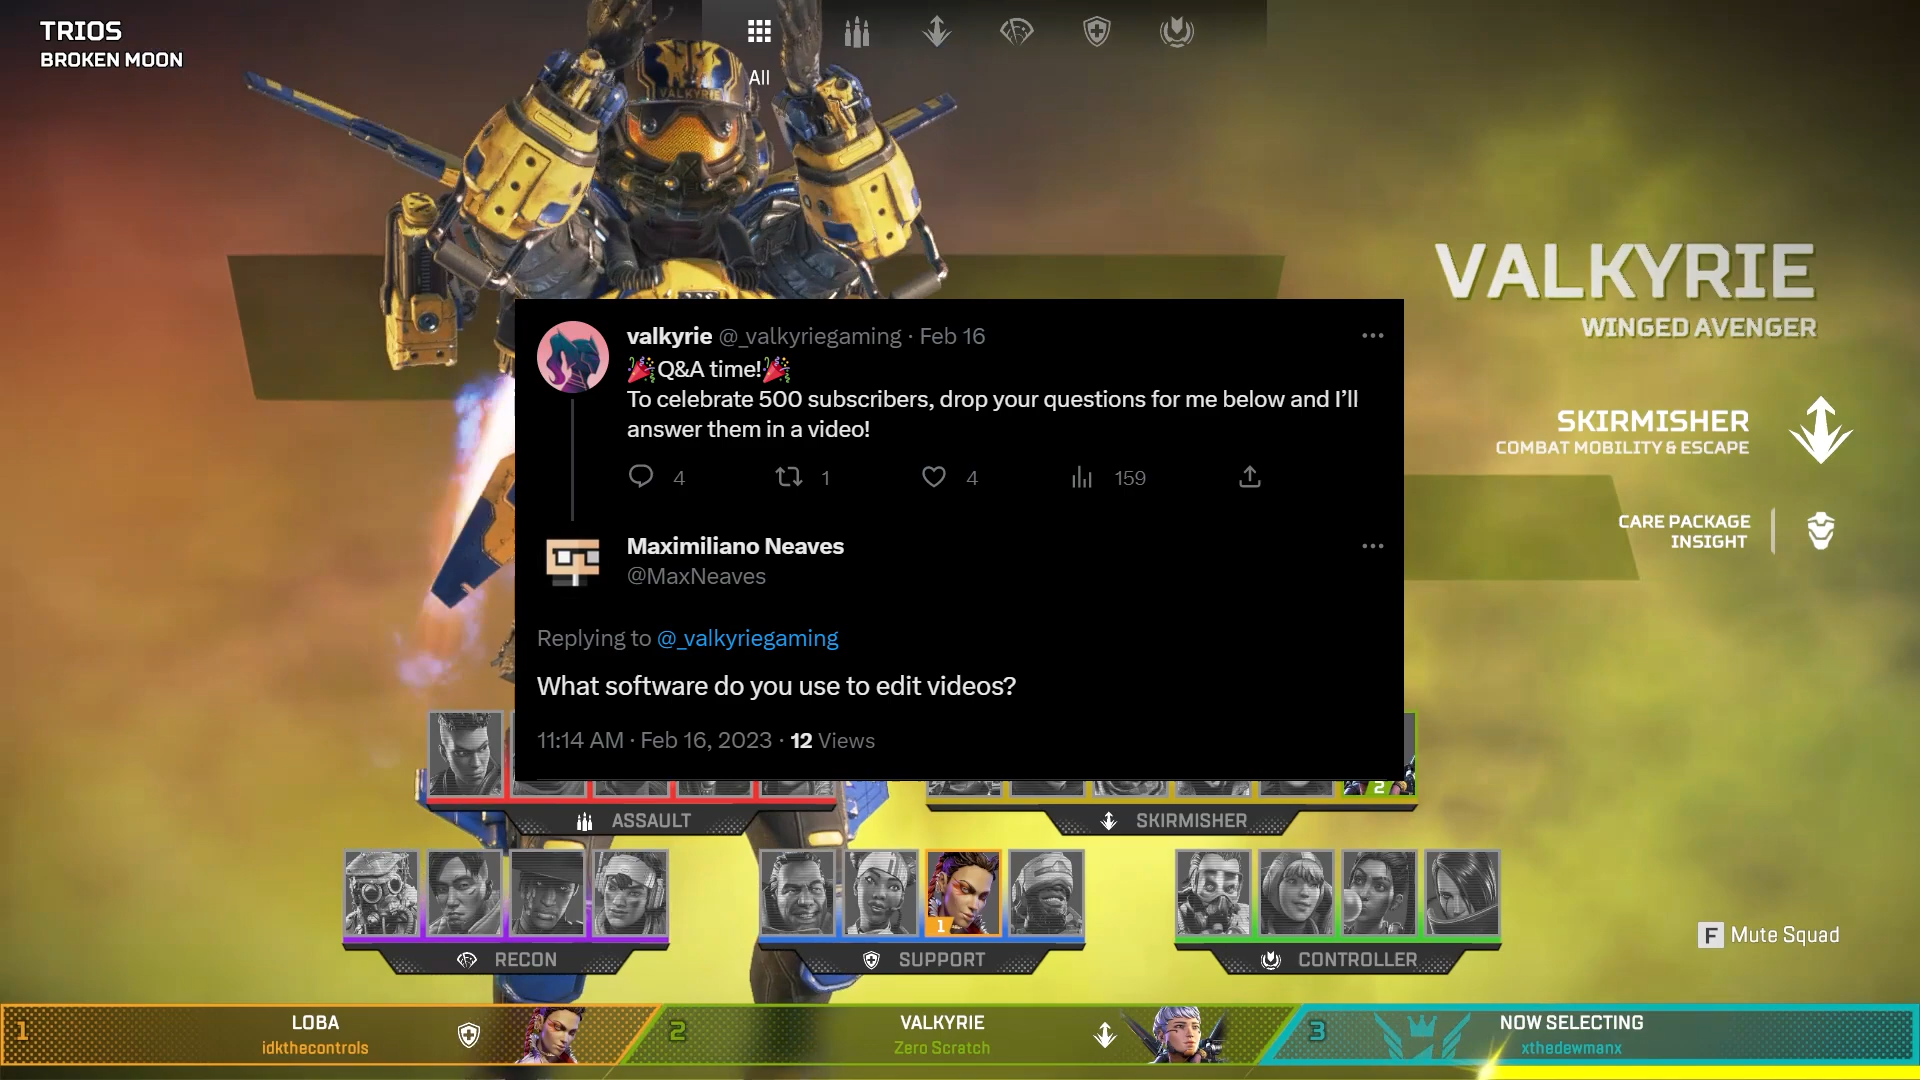 TRIOS
BROKEN MOON
All
VALKYRIE
VALKYRIE
WINGED AVENGER
SKIRMISHER
COMBAT MOBILITY & ESCAPE
CARE PACKAGE
INSIGHT
valkyrie @_valkyriegaming · Feb 16
🎉Q&A time!🎉
To celebrate 500 subscribers, drop your questions for me below and I’ll
answer them in a video!
4 1 4 159
Maximiliano Neaves
@MaxNeaves
Replying to @_valkyriegaming
What software do you use to edit videos?
11:14 AM · Feb 16, 2023 · 12 Views
2
ASSAULT
SKIRMISHER
1
RECON
SUPPORT
CONTROLLER
F Mute Squad
1
LOBA
idkthecontrols
2
VALKYRIE
Zero Scratch
3
NOW SELECTING
xthedewmanx